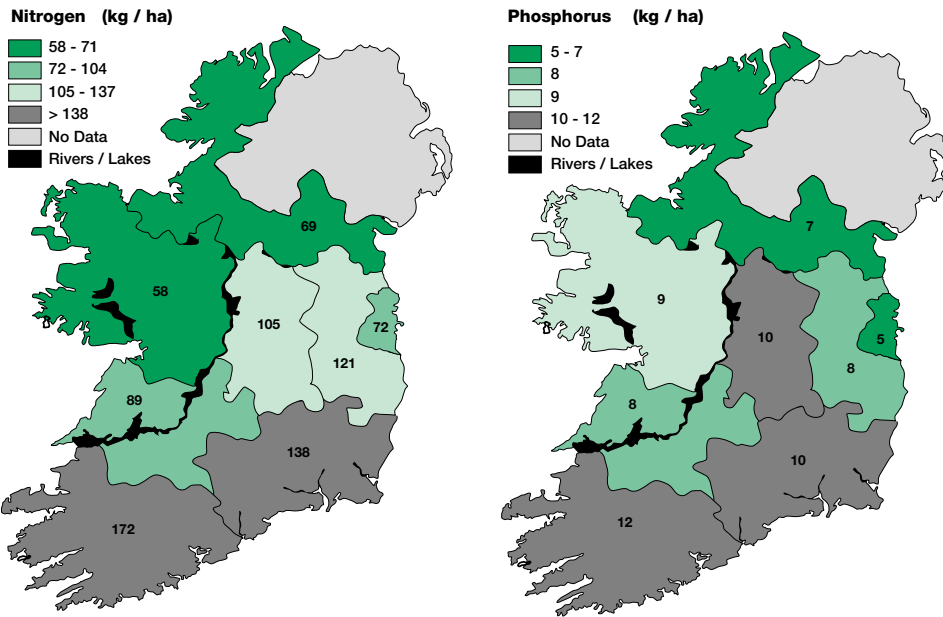 Nitrogen (kg / ha)
58 - 71
72 - 104
105 - 137
> 138
No Data
Rivers / Lakes
69
58
105
72
121
89
138
172
Phosphorus (kg / ha)
5 - 7
8
9
10 - 12
No Data
Rivers / Lakes
7
9
10
5
8
8
10
12